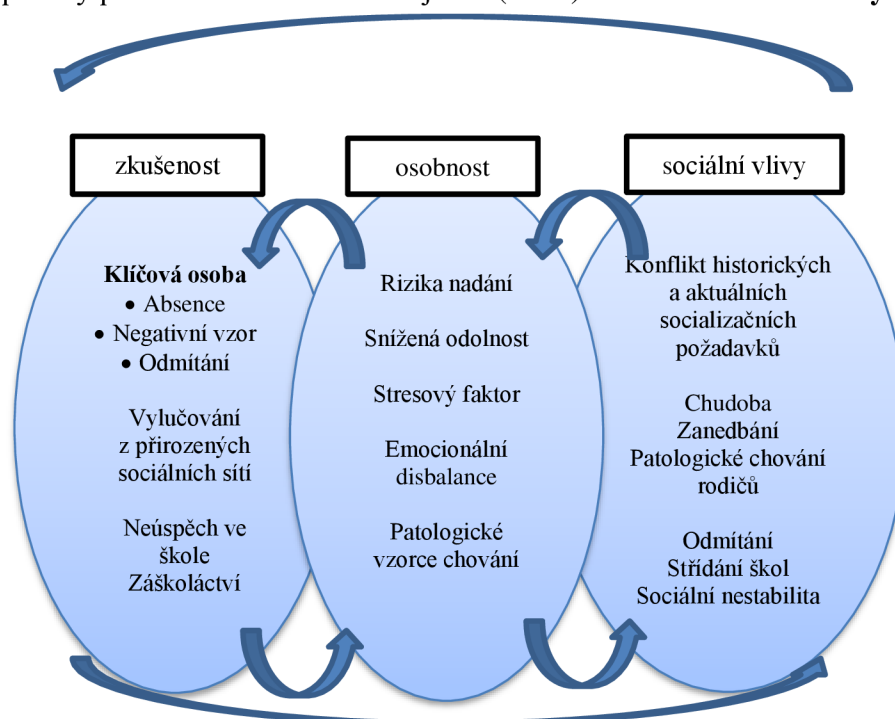 zkušenost
osobnost
sociální vlivy
Klíčová osoba
• Absence
• Negativní vzor
• Odmítání
Vylučování
z přirozených
sociálních sítí
Neúspěch ve
škole
Záškoláctví
Rizika nadání
Snížená odolnost
Stresový faktor
Emocionální
disbalance
Patologické
vzorce chování
Konflikt historických
a aktuálních
socializačních
požadavků
Chudoba
Zanedbání
Patologické chování
rodičů
Odmítání
Střídání škol
Sociální nestabilita